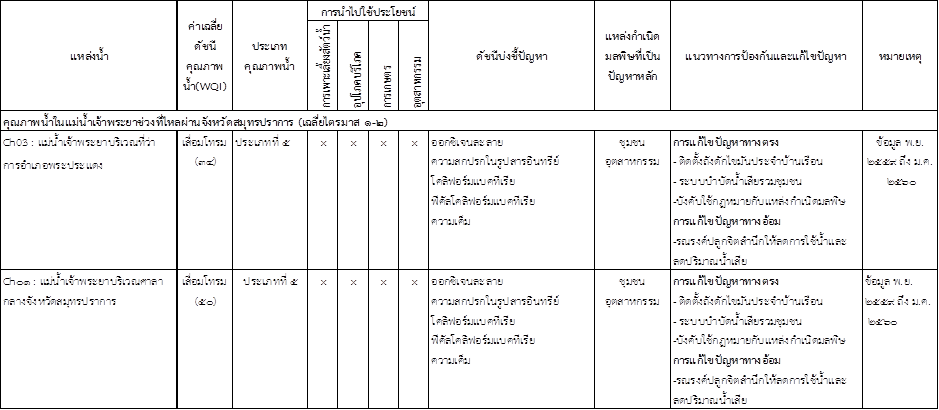 แหล่งน้ำ
ค่าเฉลี่ย
ดัชนี
คุณภาพ
น้ำ(WQI)
ประเภท
คุณภาพน้ำ
การนำไปใช้ประโยชน์
การเพาะเลี้ยงสัตว์น้ำ
อุปโภคบริโภค
การเกษตร
อุตสาหกรรม
ดัชนีบ่งชี้ปัญหา
แหล่งกำเนิด
มลพิษที่เป็น
ปัญหาหลัก
แนวทางการป้องกันและแก้ไขปัญหา
หมายเหตุ
คุณภาพน้ำในแม่น้ำเจ้าพระยาช่วงที่ไหลผ่านจังหวัดสมุทรปราการ (เฉลี่ยไตรมาส ๑-๒)
Ch03 : แม่น้ำเจ้าพระยาบริเวณที่ว่า
การอำเภอพระประแดง
เสื่อมโทรม
(๓๔)
ประเภทที่ ๕
× × × ×
ออกซิเจนละลาย
ความสกปรกในรูปสารอินทรีย์
โคลิฟอร์มแบคทีเรีย
ฟีคัลโคลิฟอร์มแบคทีเรีย
ความเค็ม
ชุมชน
อุตสาหกรรม
การแก้ไขปัญหาทางตรง
- ติดตั้งถังดักไขมันประจำบ้านเรือน
- ระบบบำบัดน้ำเสียรวมชุมชน
-บังคับใช้กฎหมายกับแหล่งกำเนิดมลพิษ
การแก้ไขปัญหาทางอ้อม
-รณรงค์ปลูกจิตสำนึกให้ลดการใช้น้ำและ
ลดปริมาณน้ำเสีย
ข้อมูล พ.ย.
๒๕๕๙ ถึง ม.ค.
๒๕๖๐
Ch๐๑ : แม่น้ำเจ้าพระยาบริเวณศาลา
กลางจังหวัดสมุทรปราการ
เสื่อมโทรม
(๕๐)
ประเภทที่ ๕
× × × ×
ออกซิเจนละลาย
ความสกปรกในรูปสารอินทรีย์
โคลิฟอร์มแบคทีเรีย
ฟีคัลโคลิฟอร์มแบคทีเรีย
ความเค็ม
ชุมชน
อุตสาหกรรม
การแก้ไขปัญหาทางตรง
- ติดตั้งถังดักไขมันประจำบ้านเรือน
- ระบบบำบัดน้ำเสียรวมชุมชน
-บังคับใช้กฎหมายกับแหล่งกำเนิดมลพิษ
การแก้ไขปัญหาทางอ้อม
-รณรงค์ปลูกจิตสำนึกให้ลดการใช้น้ำและ
ลดปริมาณน้ำเสีย
ข้อมูล พ.ย.
๒๕๕๙ ถึง ม.ค.
๒๕๖๐